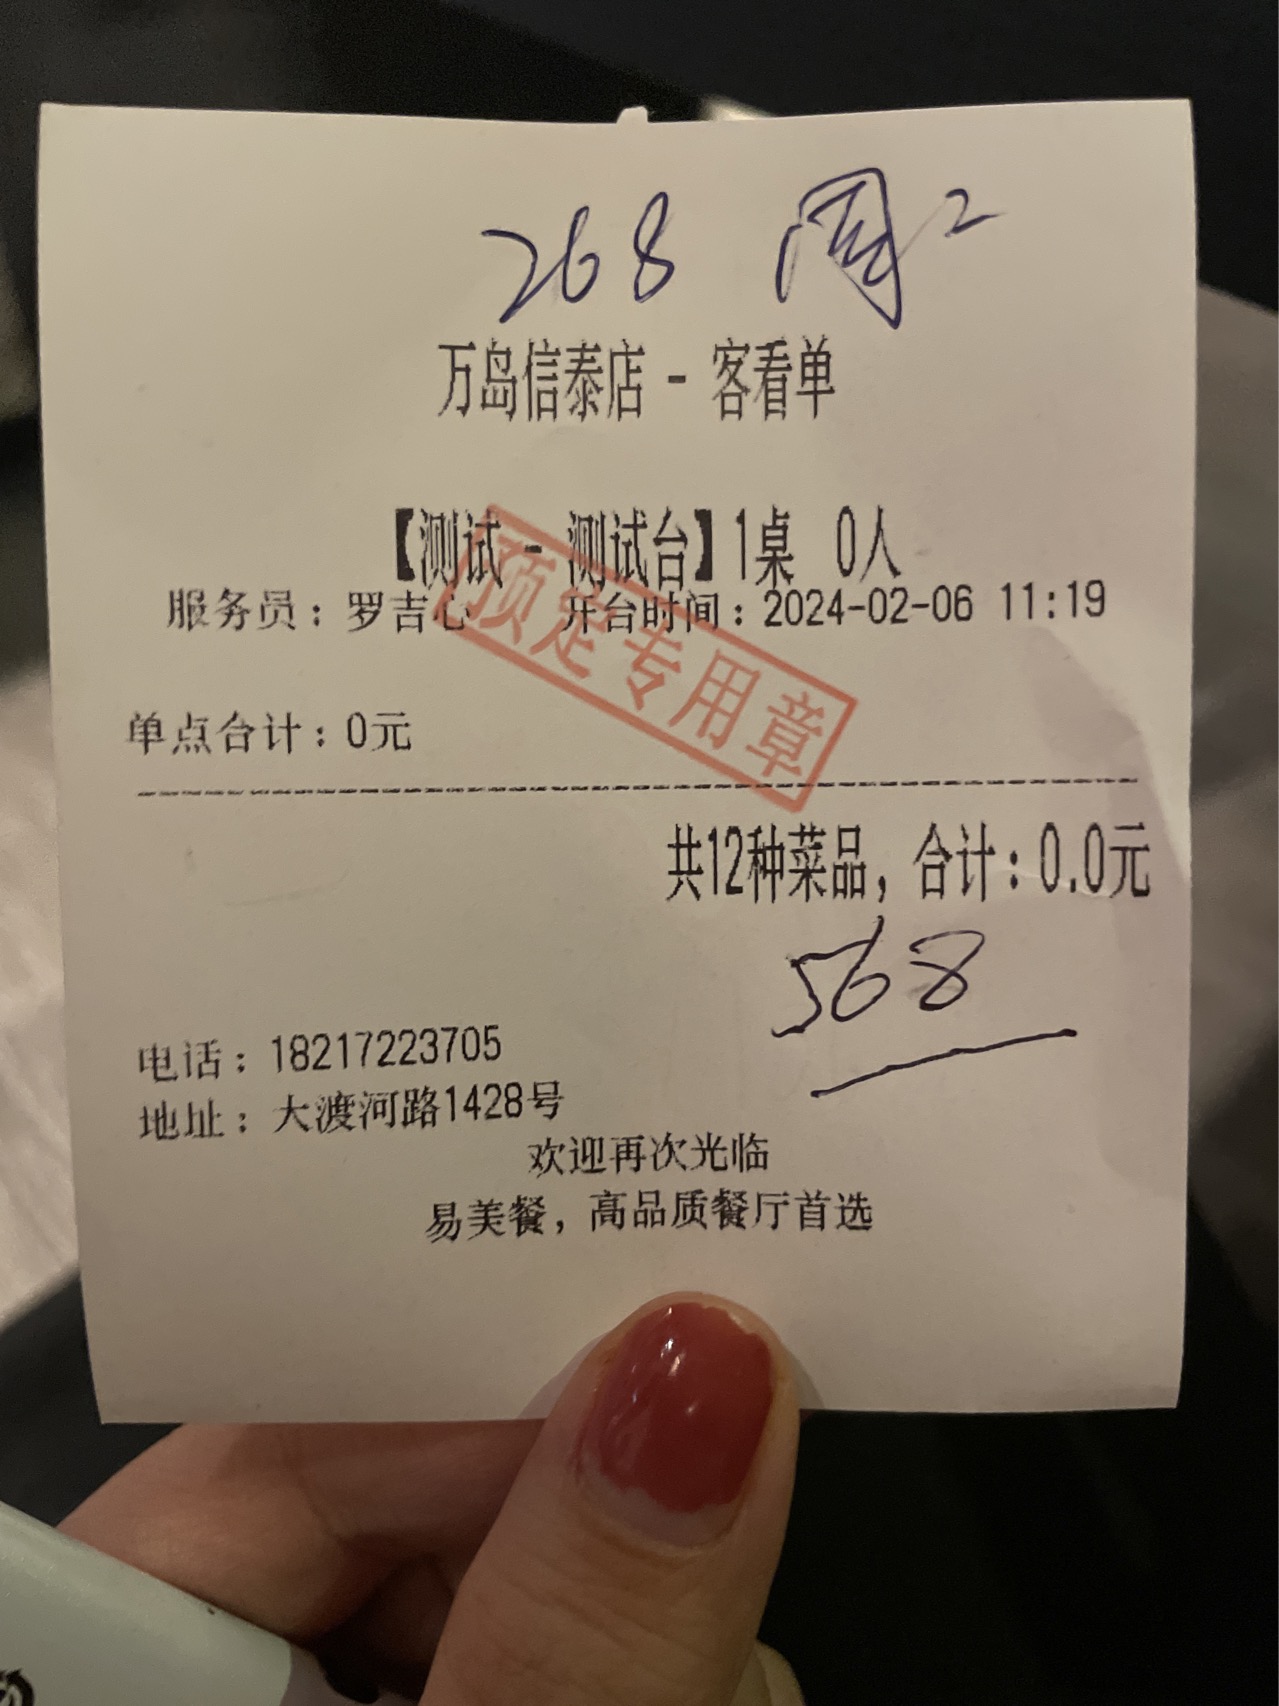 268 周2
万岛信泰店 - 客看单
【测试 - 测试台】1桌 0人
服务员：罗吉心 开台时间：2024-02-06 11:19
预定专用章
单点合计：0元
共12种菜品，合计：0.0元
568
电话：18217223705
地址：大渡河路1428号
欢迎再次光临
易美餐，高品质餐厅首选